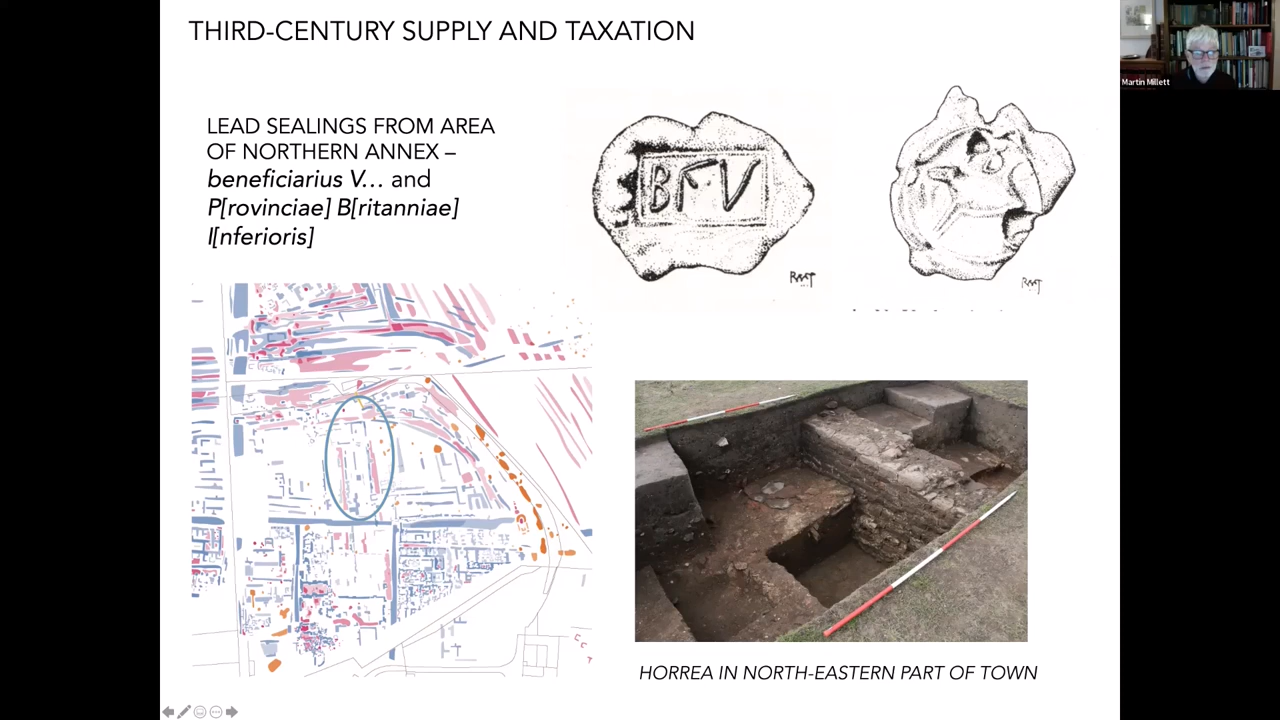 THIRD-CENTURY SUPPLY AND TAXATION
Martin Millett
LEAD SEALINGS FROM AREA
OF NORTHERN ANNEX –
beneficiarius V… and
P[rovinciae] B[ritanniae]
I[nferioris]
BFV
RMT
RMT
HORREA IN NORTH-EASTERN PART OF TOWN